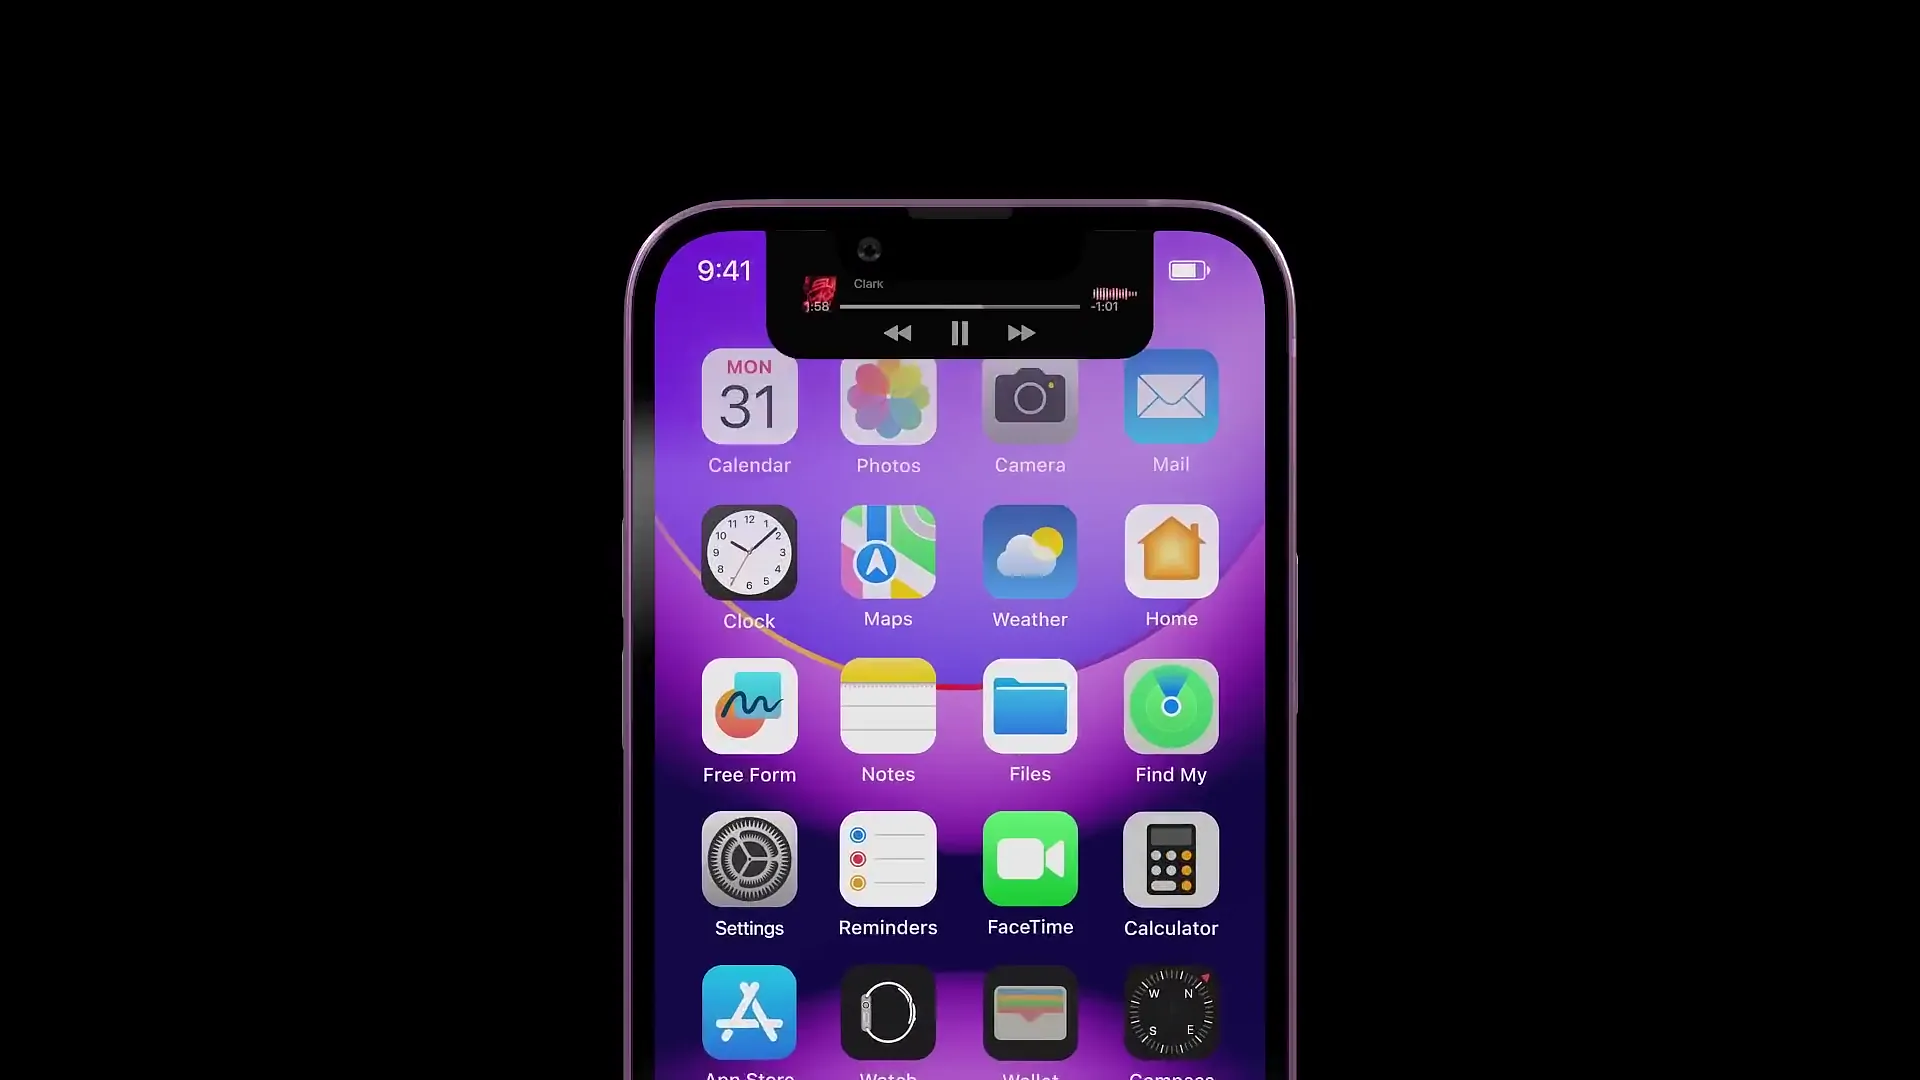 9:41
Clark
1:58
-1:01
MON
31
Calendar
Photos
Camera
Mail
12
11
1
10
2
9
3
8
4
7
5
6
Clock
Maps
Weather
Home
Free Form
Notes
Files
Find My
Settings
Reminders
FaceTime
Calculator
W
N
S
E
App Store
Watch
Wallet
Compass